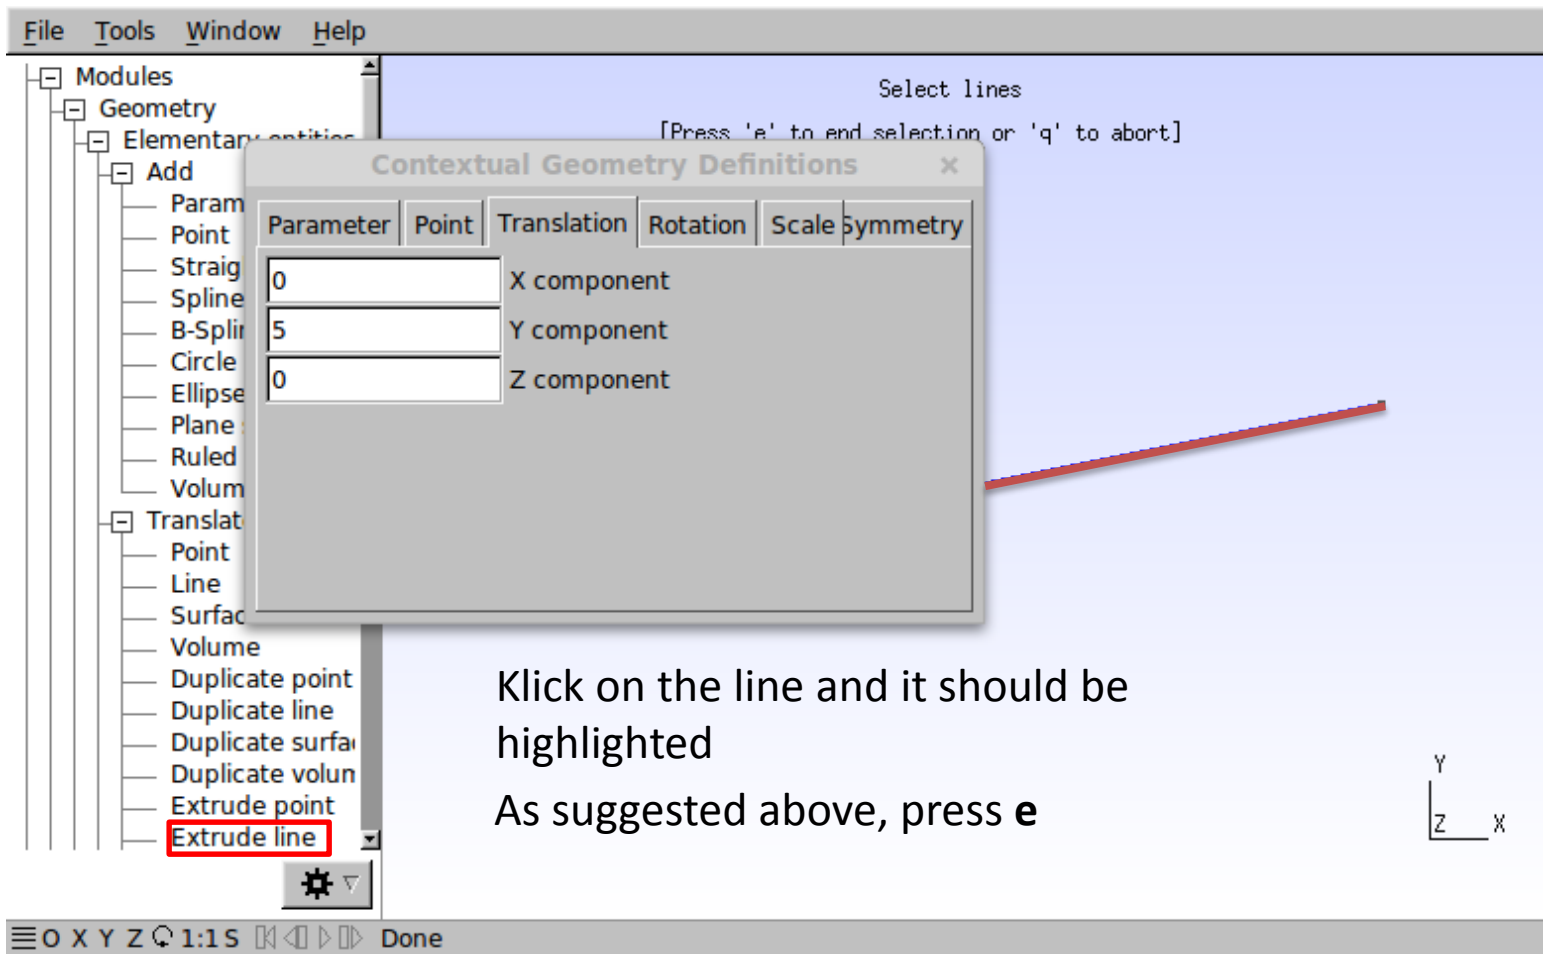 File Tools Window Help
Modules
Geometry
Elementary entities
Add
Param
Point
Straig
Spline
B-Splin
Circle
Ellipse
Plane
Ruled
Volum
Translat
Point
Line
Surfac
Volume
Duplicate point
Duplicate line
Duplicate surfa
Duplicate volum
Extrude point
Extrude line
Select lines
[Press 'e' to end selection or 'q' to abort]
Contextual Geometry Definitions ×
Parameter Point Translation Rotation Scale Symmetry
0 X component
5 Y component
0 Z component
Klick on the line and it should be
highlighted
As suggested above, press e
Y
Z X
O X Y Z 1:1 S Done